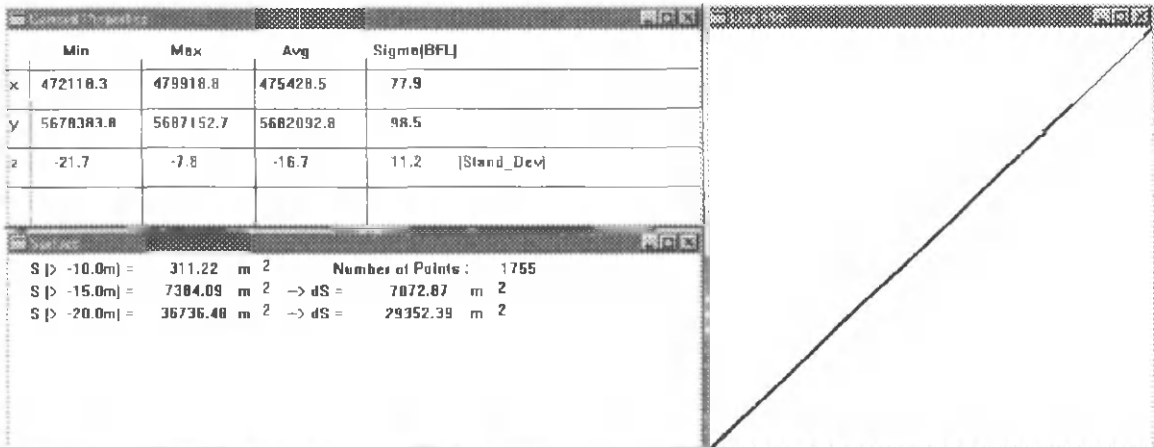 General Properties
Min Max Avg Sigma(BFL)
x 472118.3 479918.8 475428.5 77.9
y 5678383.8 5687152.7 5682092.8 98.5
z -21.7 -7.8 -16.7 11.2 |Stand_Dev|
Surface
S [> -10.0m] = 311.22 m 2 Number of Points : 1755
S [> -15.0m] = 7384.09 m 2 -> dS = 7072.87 m 2
S [> -20.0m] = 36736.48 m 2 -> dS = 29352.39 m 2